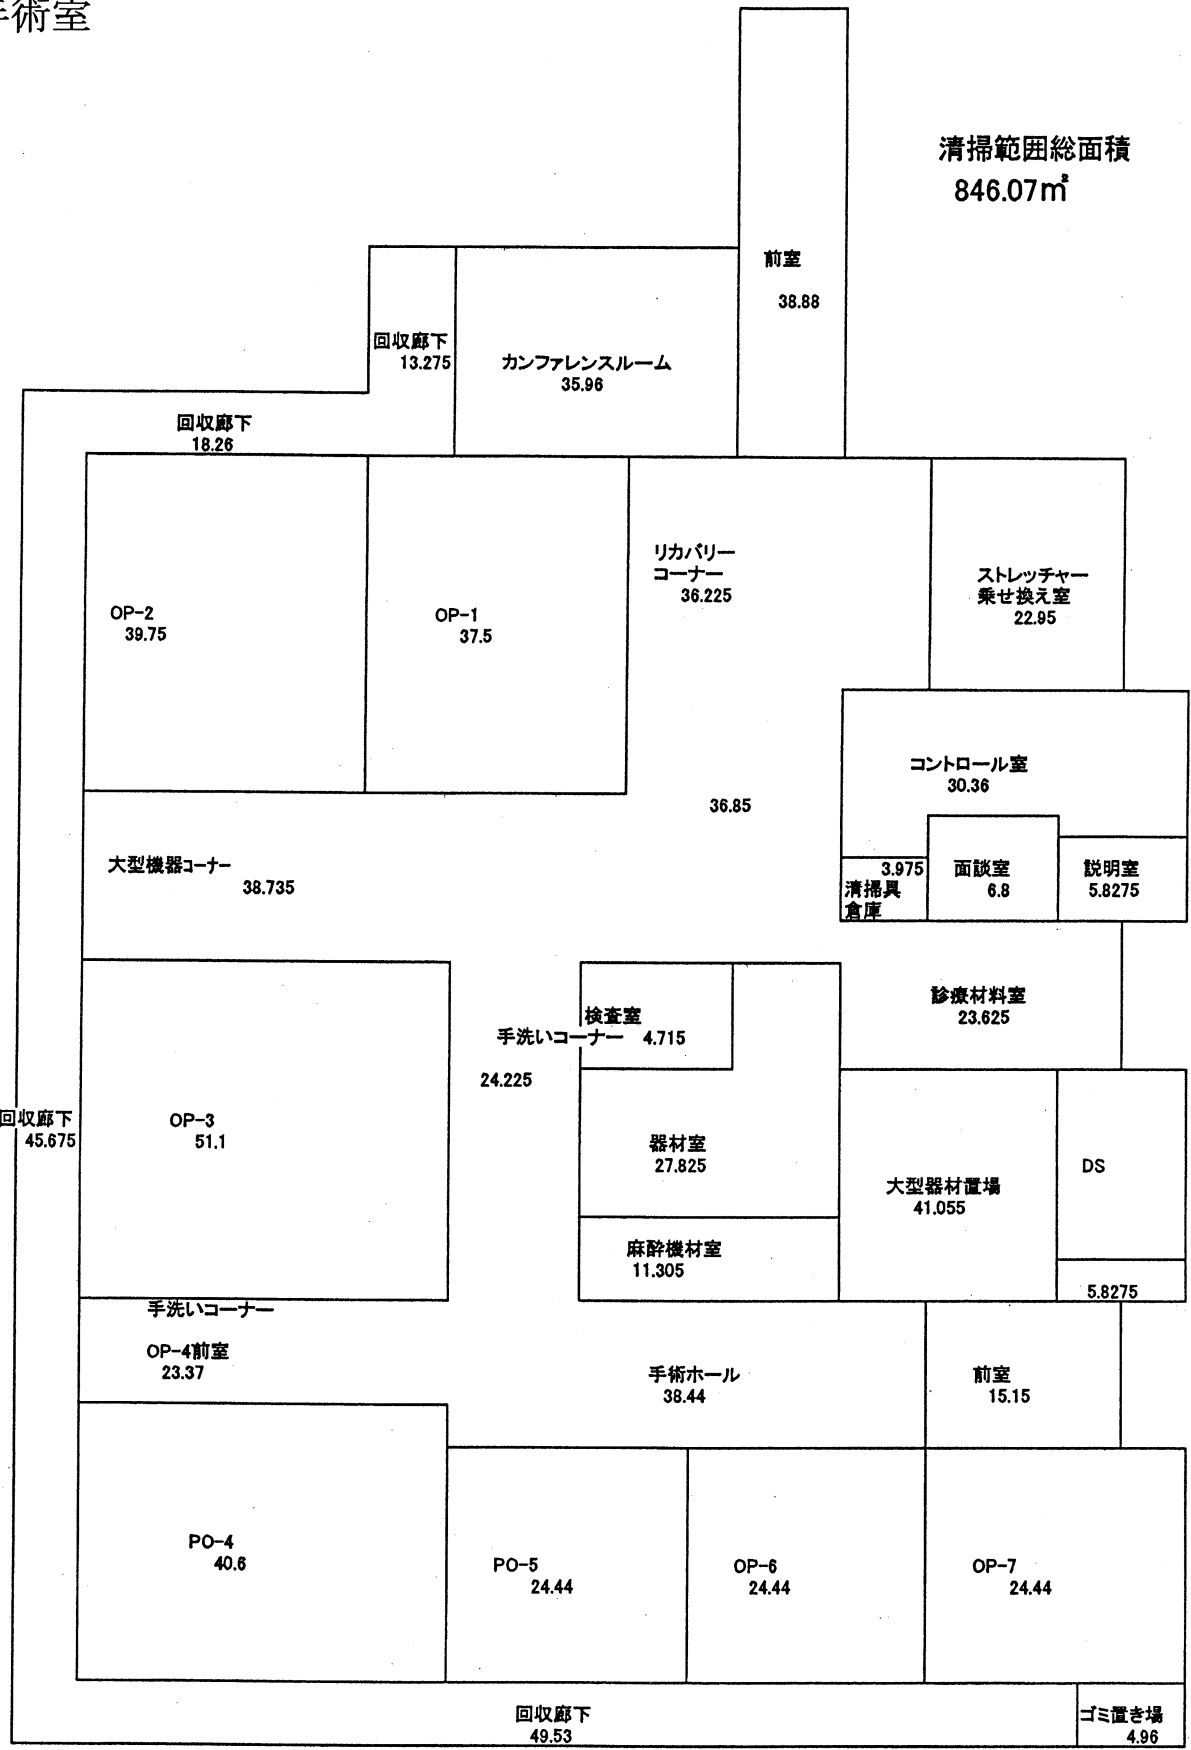 術室
清掃範囲総面積
846.07㎡
前室
38.88
回収廊下
13.275
カンファレンスルーム
35.96
回収廊下
18.26
リカバリー
コーナー
36.225
ストレッチャー
乗せ換え室
22.95
OP-2
39.75
OP-1
37.5
コントロール室
30.36
36.85
大型機器コーナー
38.735
3.975
清掃具
倉庫
面談室
6.8
説明室
5.8275
診療材料室
23.625
検査室
4.715
手洗いコーナー
24.225
回収廊下
45.675
OP-3
51.1
器材室
27.825
大型器材置場
41.055
DS
麻酔機材室
11.305
5.8275
手洗いコーナー
OP-4前室
23.37
手術ホール
38.44
前室
15.15
PO-4
40.6
PO-5
24.44
OP-6
24.44
OP-7
24.44
回収廊下
49.53
ゴミ置き場
4.96